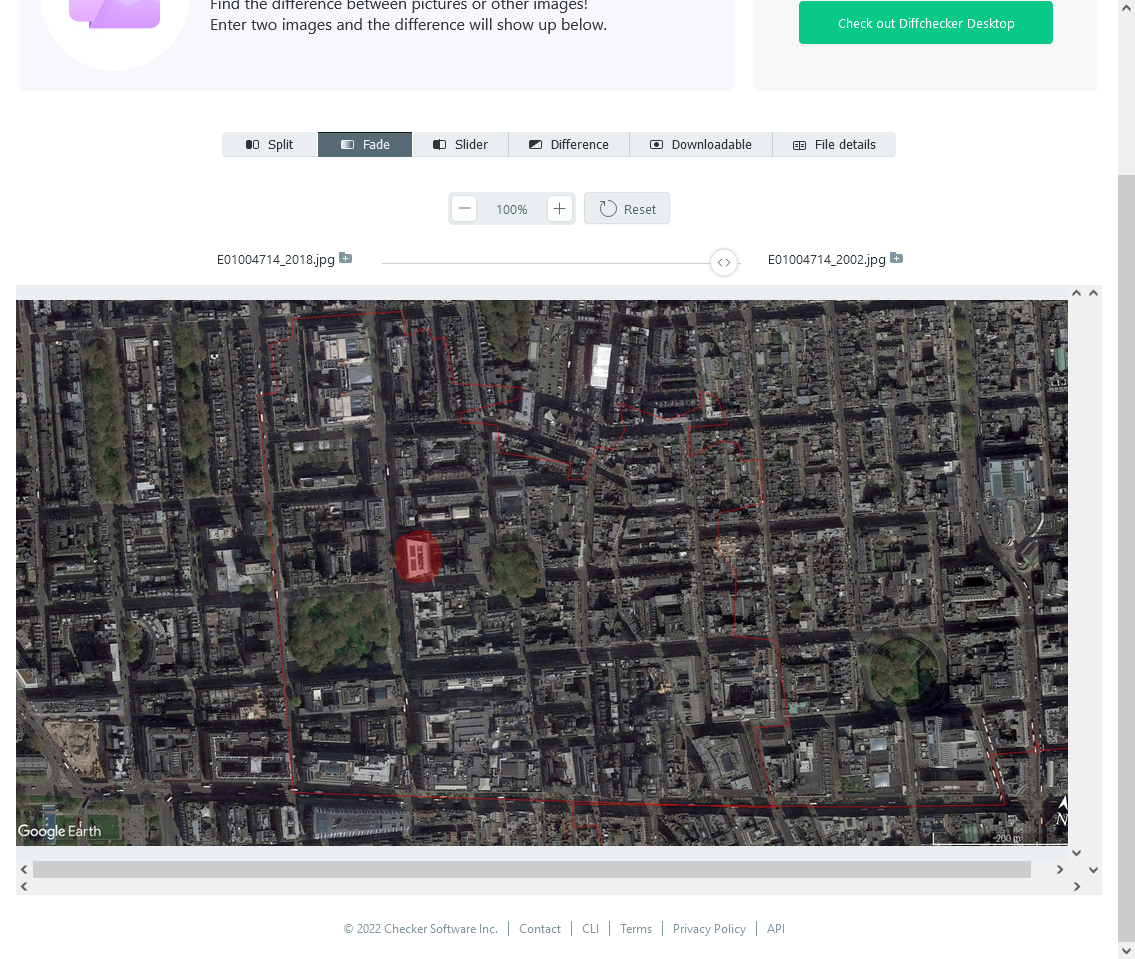 Find the difference between pictures or other images!
Enter two images and the difference will show up below.
Check out Diffchecker Desktop
Split
Fade
Slider
Difference
Downloadable
File details
100%
Reset
E01004714_2018.jpg
E01004714_2002.jpg
Google Earth
N
200 m
© 2022 Checker Software Inc.
Contact
CLI
Terms
Privacy Policy
API